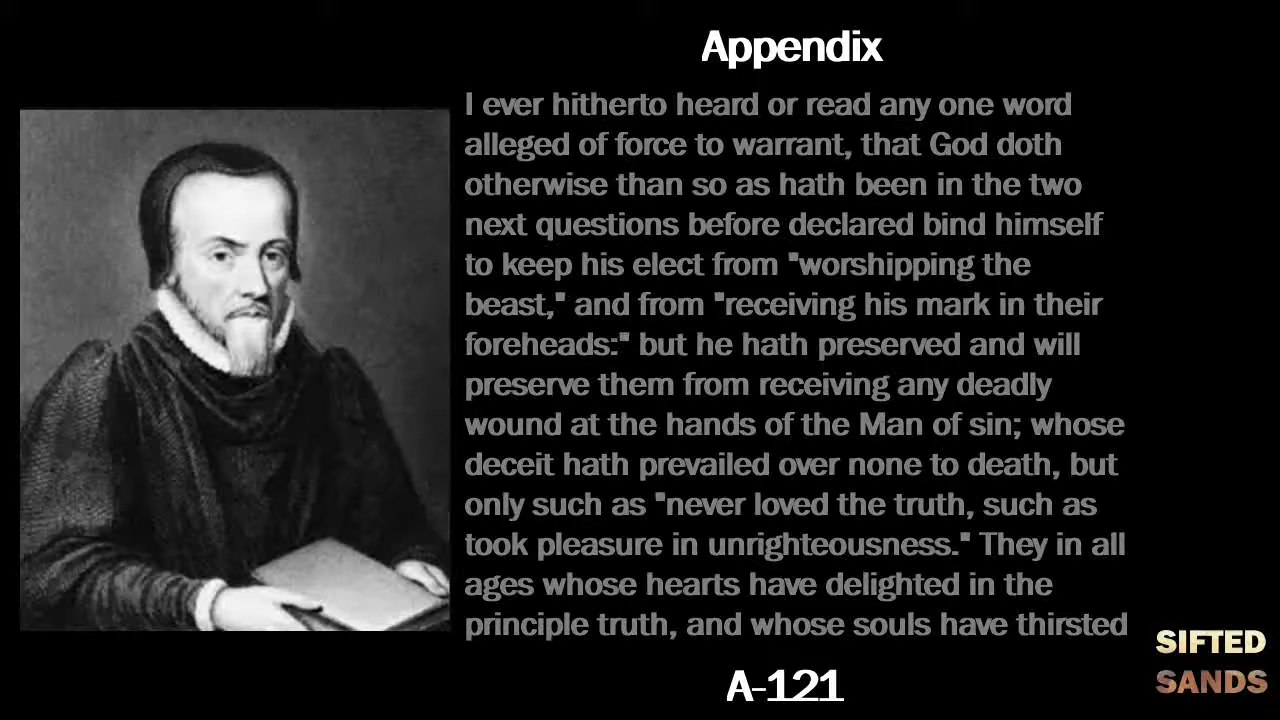 Appendix
I ever hitherto heard or read any one word
alleged of force to warrant, that God doth
otherwise than so as hath been in the two
next questions before declared bind himself
to keep his elect from "worshipping the
beast," and from "receiving his mark in their
foreheads:" but he hath preserved and will
preserve them from receiving any deadly
wound at the hands of the Man of sin; whose
deceit hath prevailed over none to death, but
only such as "never loved the truth, such as
took pleasure in unrighteousness." They in all
ages whose hearts have delighted in the
principle truth, and whose souls have thirsted
A-121
SIFTED
SANDS